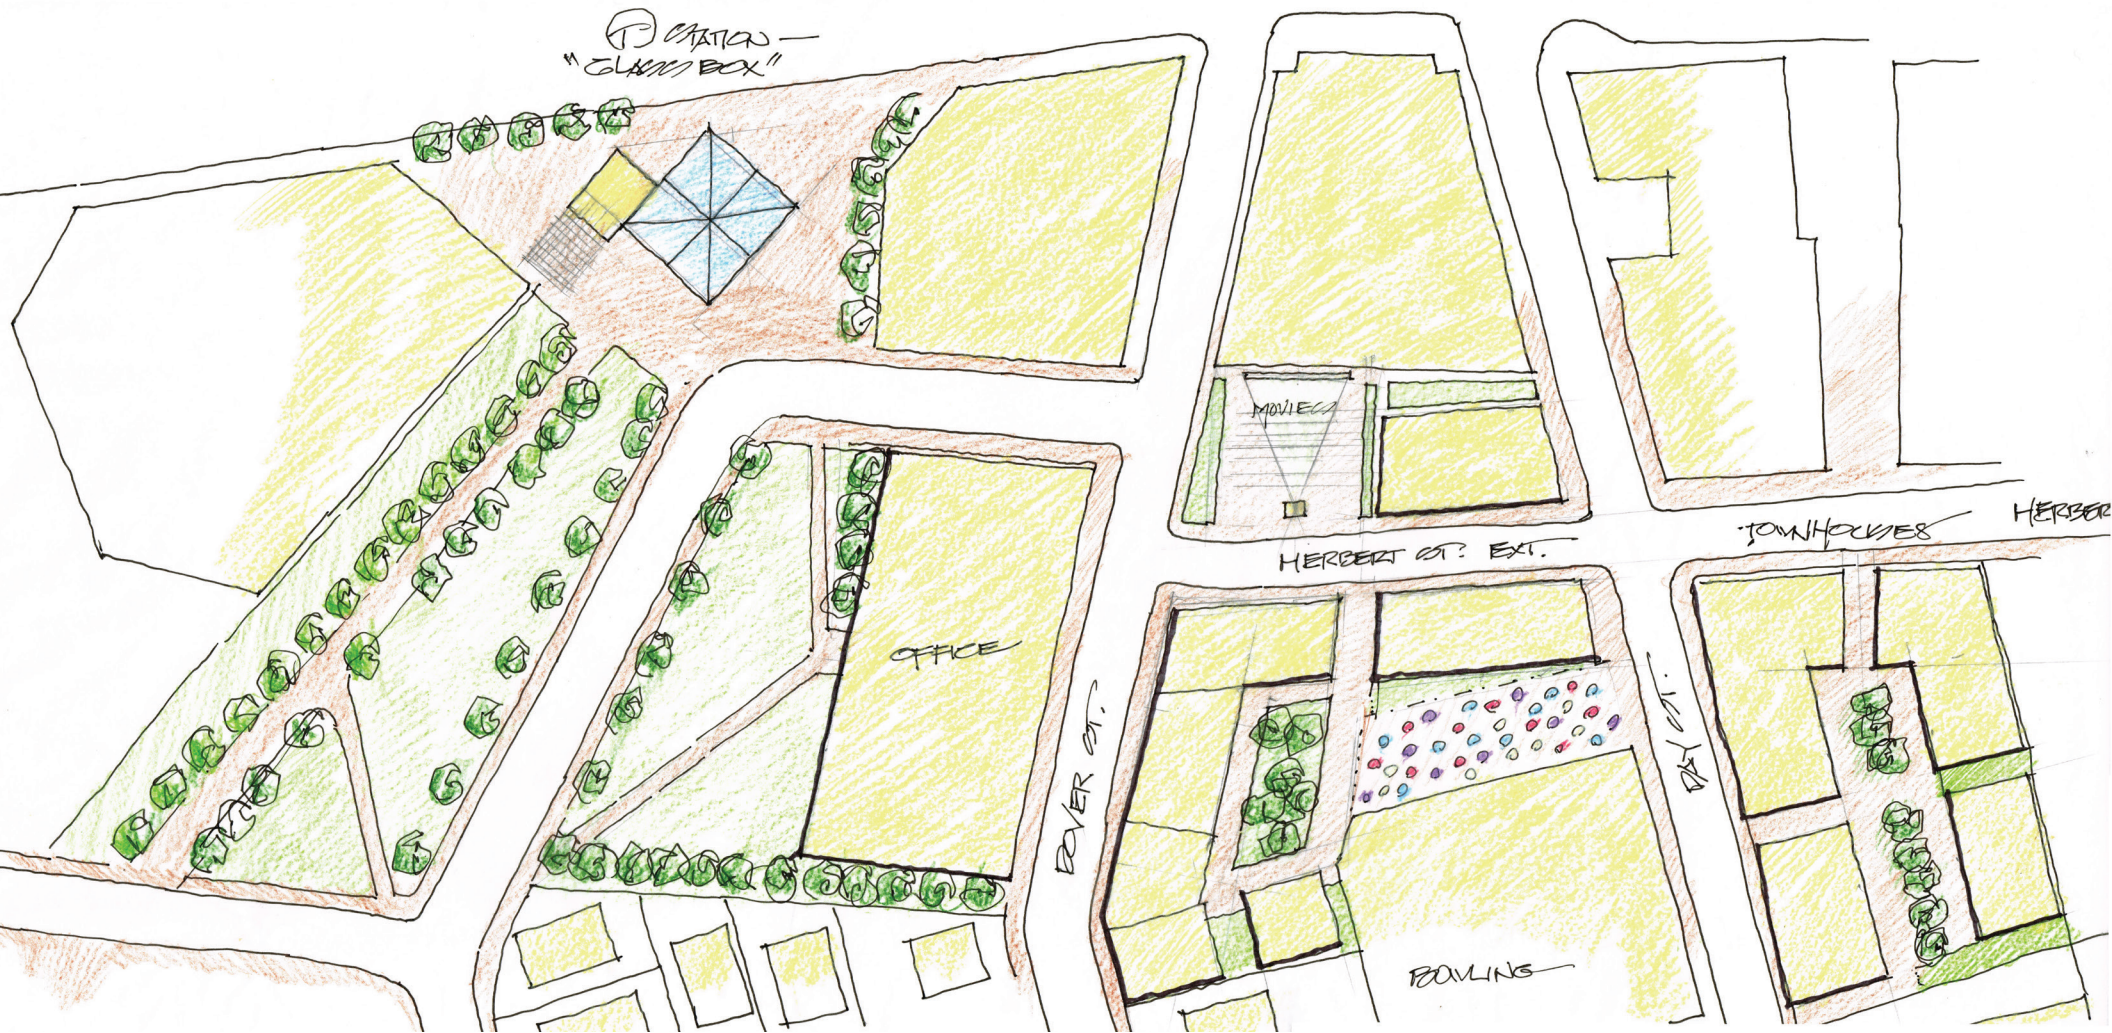 Ⓣ STATION —
"GLASS BOX"
MOVIES
HERBERT ST. EXT.
TOWNHOUSES
HERBER
OFFICE
DOVER ST.
DAY ST.
BOWLING